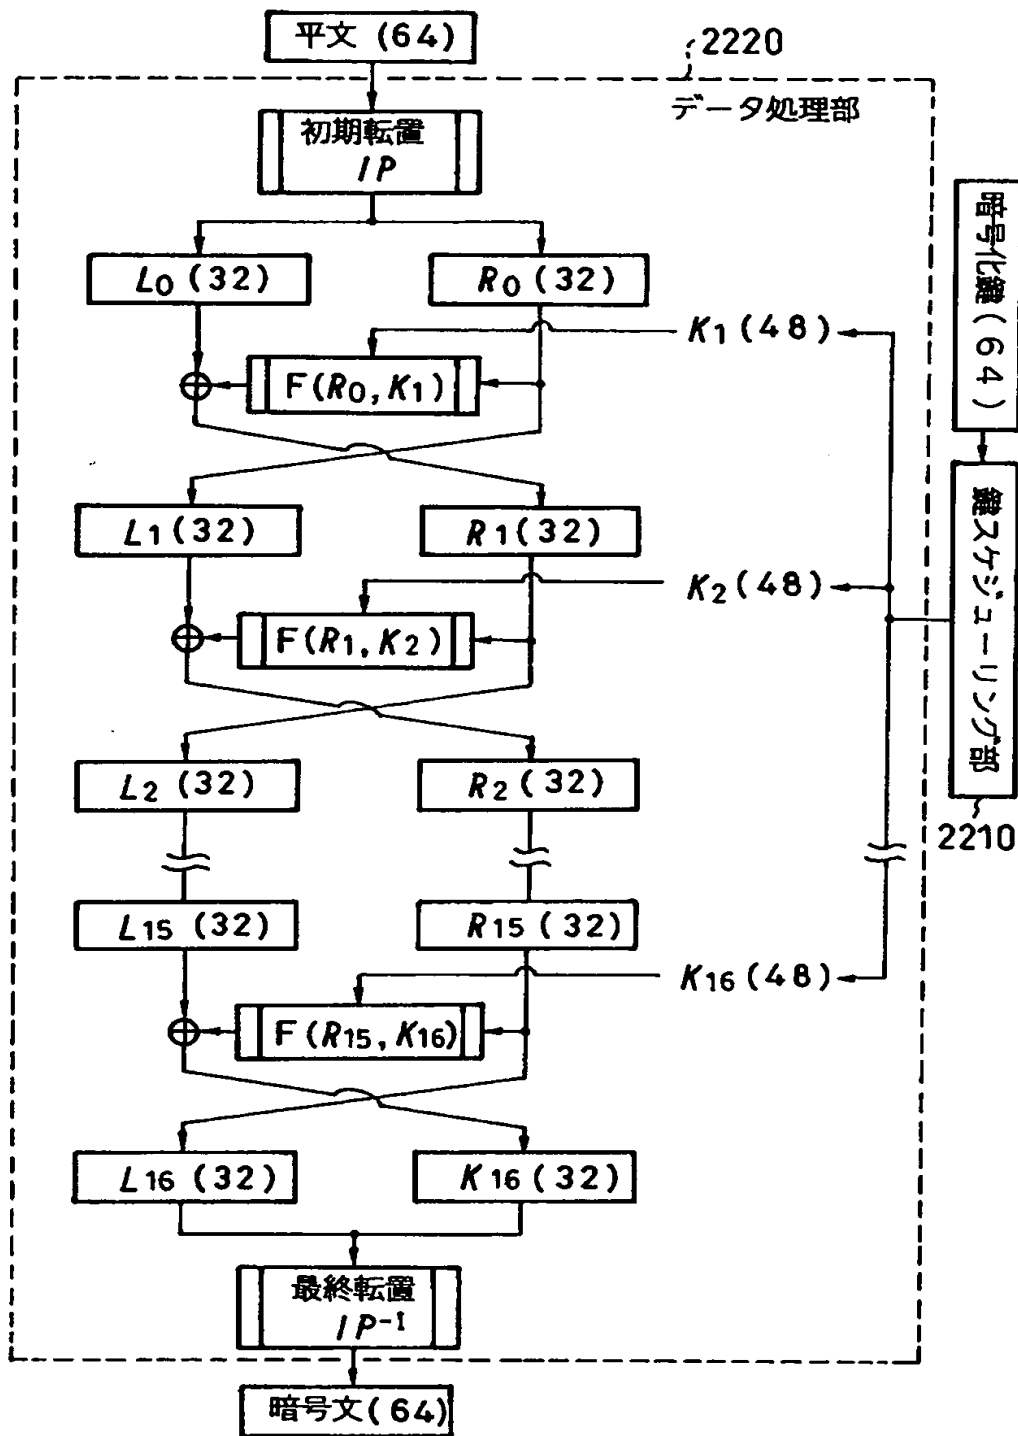 平文 (64)
2220
データ処理部
初期転置
IP
L0 (32)
R0 (32)
K1 (48)
F(R0, K1)
暗号化鍵 (64)
L1 (32)
R1 (32)
鍵スケジューリング部
K2 (48)
F(R1, K2)
L2 (32)
R2 (32)
2210
L15 (32)
R15 (32)
K16 (48)
F(R15, K16)
L16 (32)
K16 (32)
最終転置
IP-1
暗号文 (64)